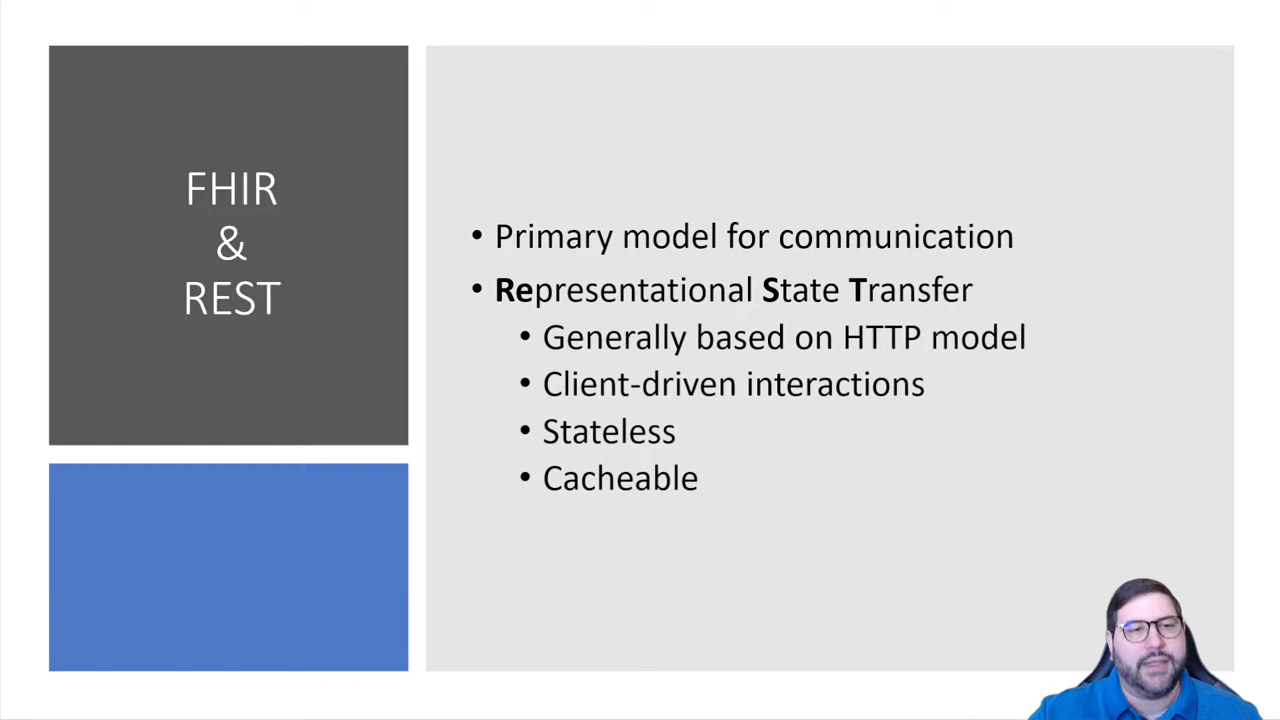 FHIR
&
REST
• Primary model for communication
• Representational State Transfer
• Generally based on HTTP model
• Client-driven interactions
• Stateless
• Cacheable